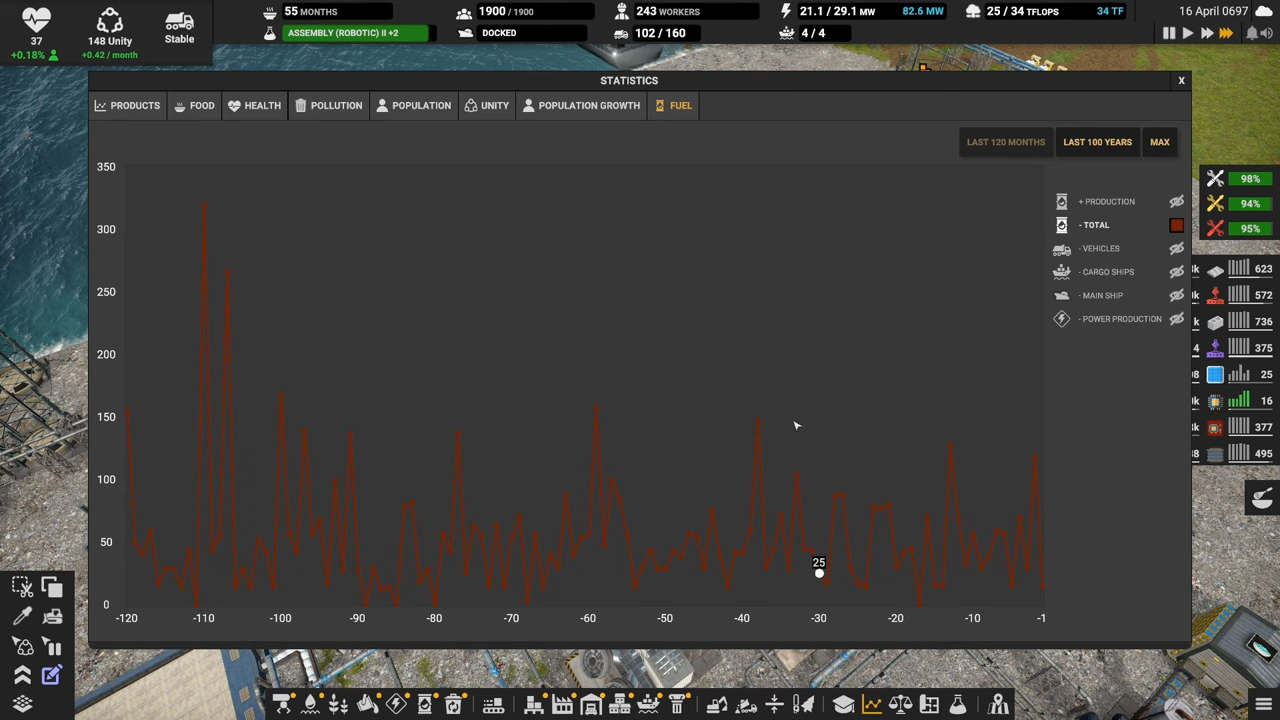 37
+0.18%
148 Unity
+0.42 / month
Stable
55 MONTHS
ASSEMBLY (ROBOTIC) II +2
1900 / 1900
DOCKED
243 WORKERS
102 / 160
21.1 / 29.1 MW 82.6 MW
4 / 4
25 / 34 TFLOPS 34 TF
16 April 0697
STATISTICS
X
PRODUCTS
FOOD
HEALTH
POLLUTION
POPULATION
UNITY
POPULATION GROWTH
FUEL
LAST 120 MONTHS
LAST 100 YEARS
MAX
350
300
250
200
150
100
50
0
-120
-110
-100
-90
-80
-70
-60
-50
-40
-30
-20
-10
-1
25
+ PRODUCTION
- TOTAL
- VEHICLES
- CARGO SHIPS
- MAIN SHIP
- POWER PRODUCTION
98%
94%
95%
k 623
k 572
k 736
4 375
8 25
k 16
k 377
8 495